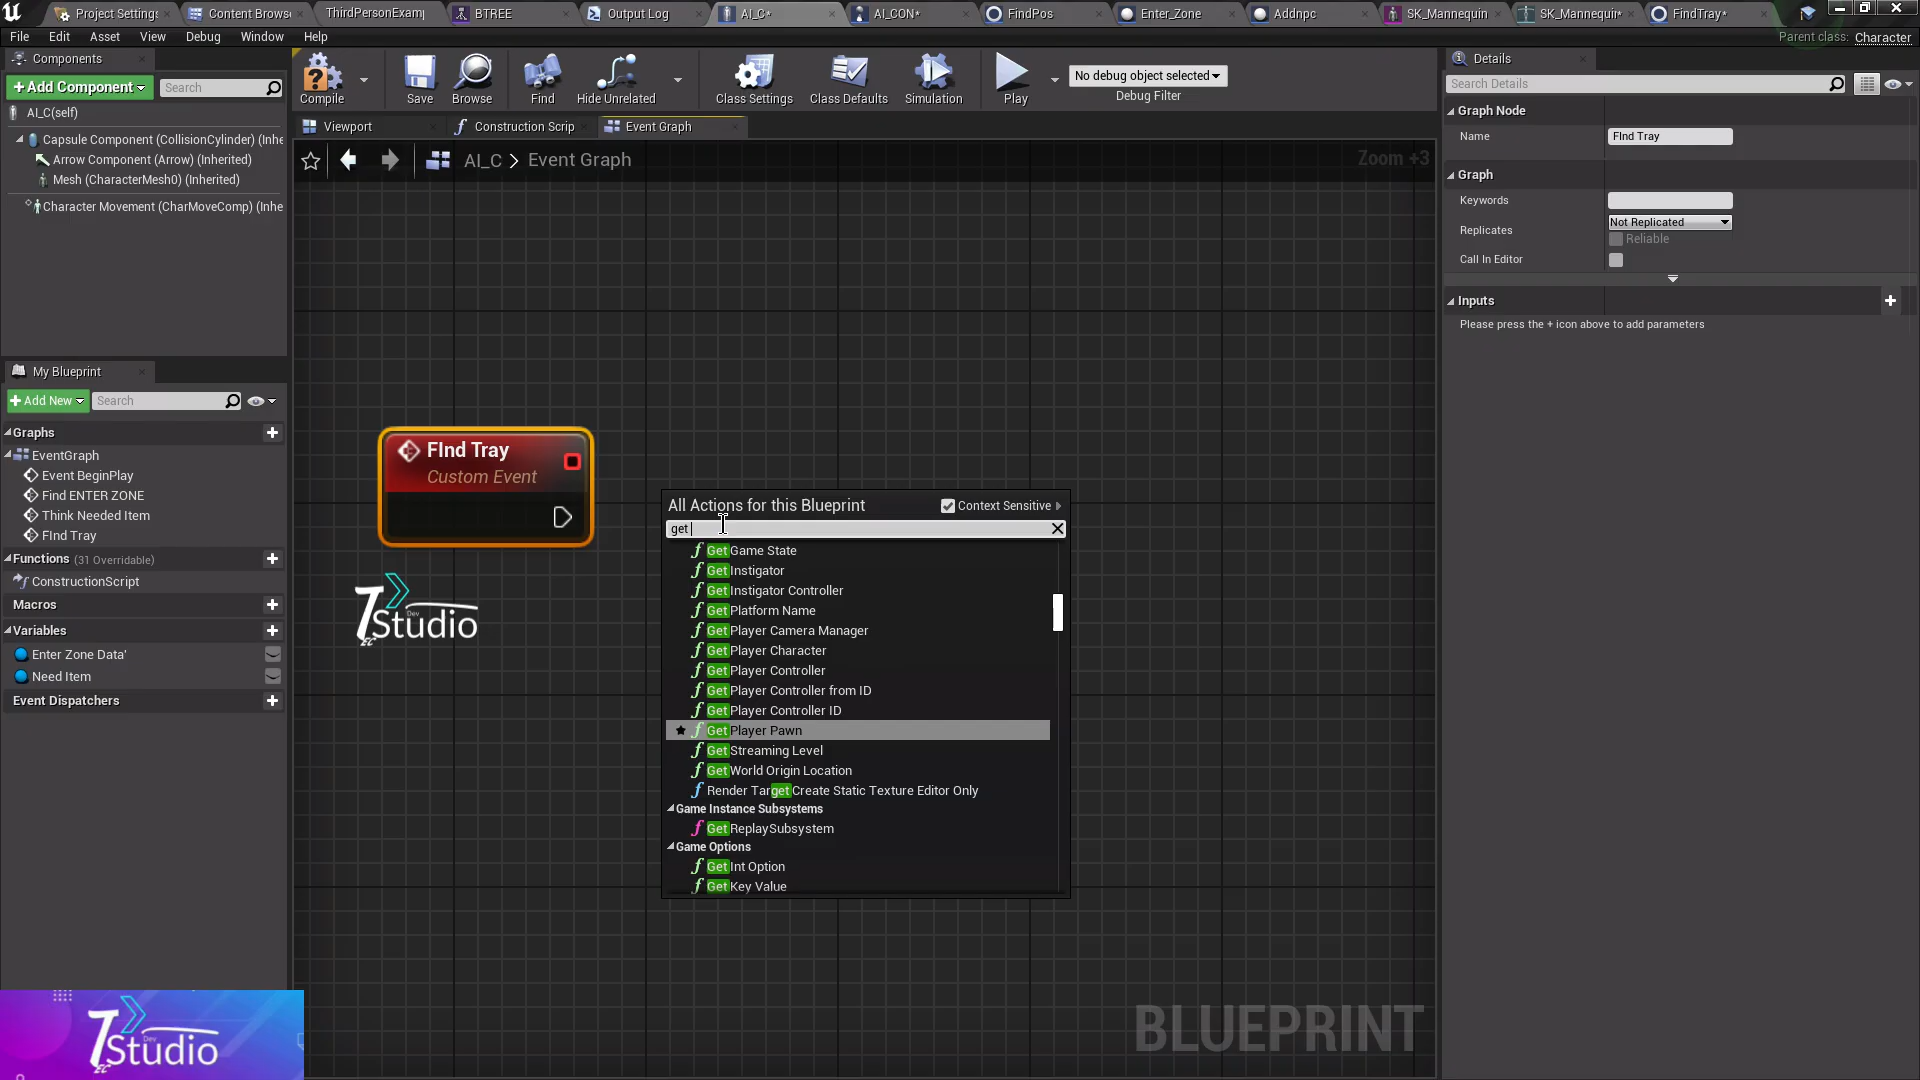 Project Settings
Content Brows
ThirdPersonExam
BTREE
Output Log
AI_C*
AI_CON*
FindPos
Enter_Zone
Addnpc
SK_Mannequin
SK_Mannequin*
FindTray*
File
Edit
Asset
View
Debug
Window
Help
Parent class: Character
Components
+Add Component
Search
AI_C(self)
Capsule Component (CollisionCylinder) (Inhe
Arrow Component (Arrow) (Inherited)
Mesh (CharacterMesh0) (Inherited)
Character Movement (CharMoveComp) (Inhe
Compile
Save
Browse
Find
Hide Unrelated
Class Settings
Class Defaults
Simulation
Play
No debug object selected
Debug Filter
Viewport
Construction Scrip
Event Graph
AI_C > Event Graph
Zoom +3
My Blueprint
+Add New
Search
Graphs
EventGraph
Event BeginPlay
Find ENTER ZONE
Think Needed Item
FInd Tray
Functions (31 Overridable)
ConstructionScript
Macros
Variables
Enter Zone Data'
Need Item
Event Dispatchers
FInd Tray
Custom Event
Studio
Dev
All Actions for this Blueprint
Context Sensitive
get
Get Game State
Get Instigator
Get Instigator Controller
Get Platform Name
Get Player Camera Manager
Get Player Character
Get Player Controller
Get Player Controller from ID
Get Player Controller ID
Get Player Pawn
Get Streaming Level
Get World Origin Location
Render Target Create Static Texture Editor Only
Game Instance Subsystems
Get ReplaySubsystem
Game Options
Get Int Option
Get Key Value
BLUEPRINT
Details
Search Details
Graph Node
Name
FInd Tray
Graph
Keywords
Replicates
Not Replicated
Reliable
Call In Editor
Inputs
Please press the + icon above to add parameters
Studio